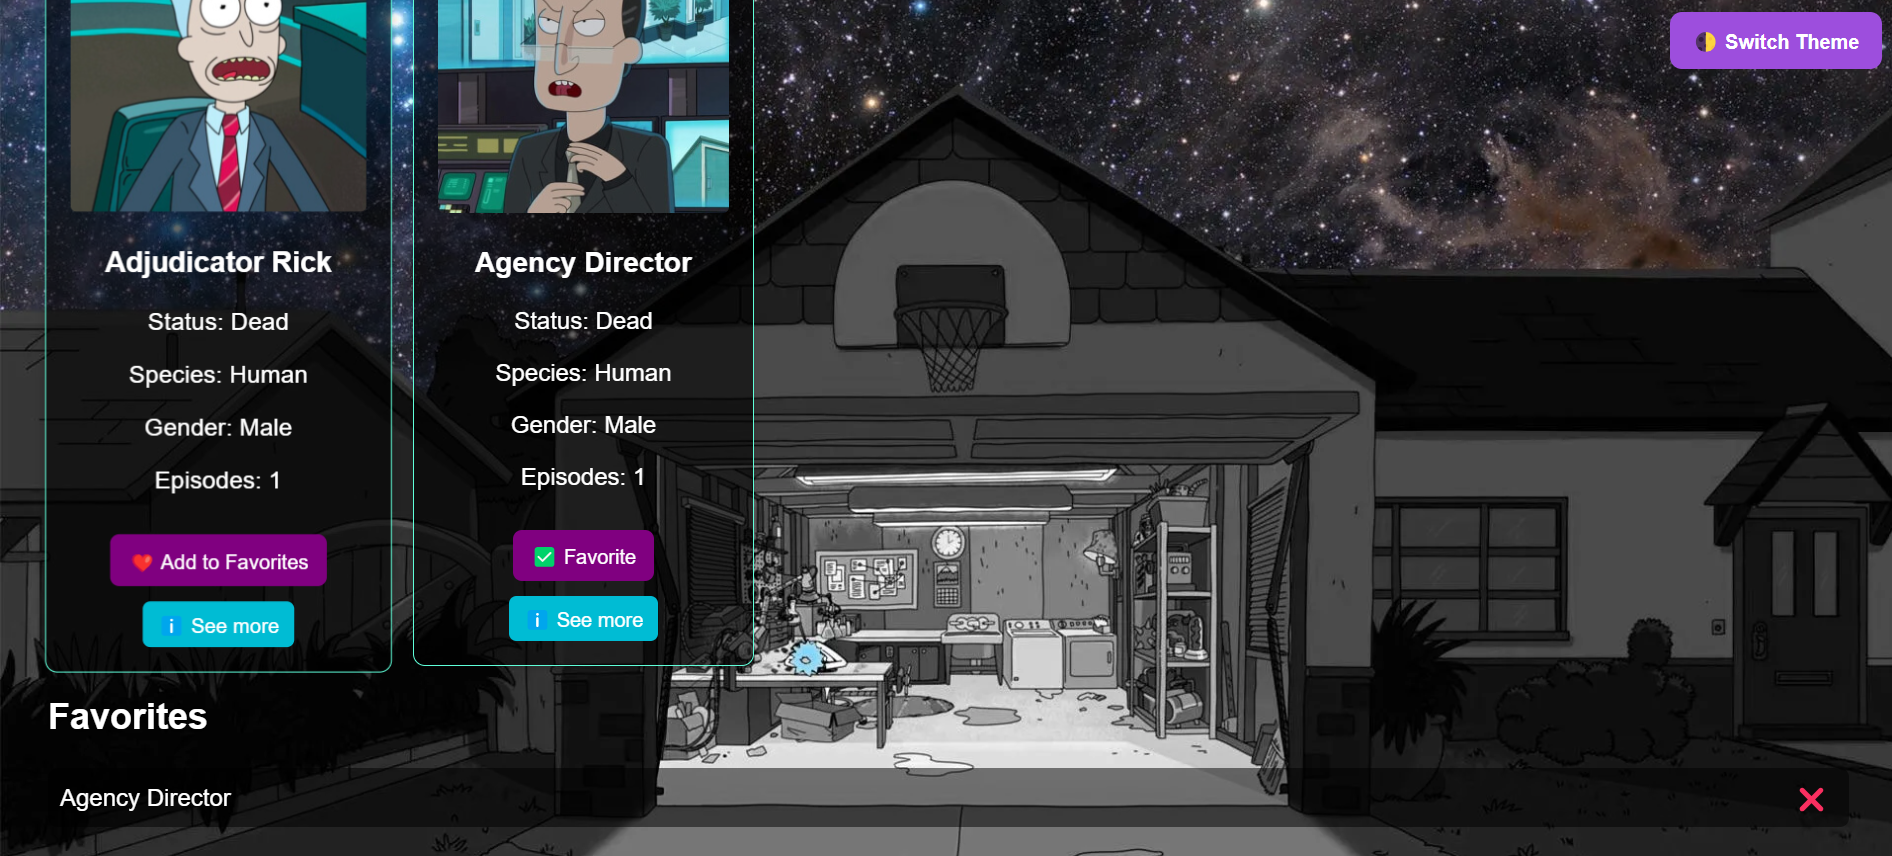 🌗 Switch Theme
Adjudicator Rick
Status: Dead
Species: Human
Gender: Male
Episodes: 1
❤️ Add to Favorites
ℹ️ See more
Agency Director
Status: Dead
Species: Human
Gender: Male
Episodes: 1
✅ Favorite
ℹ️ See more
Favorites
Agency Director
❌